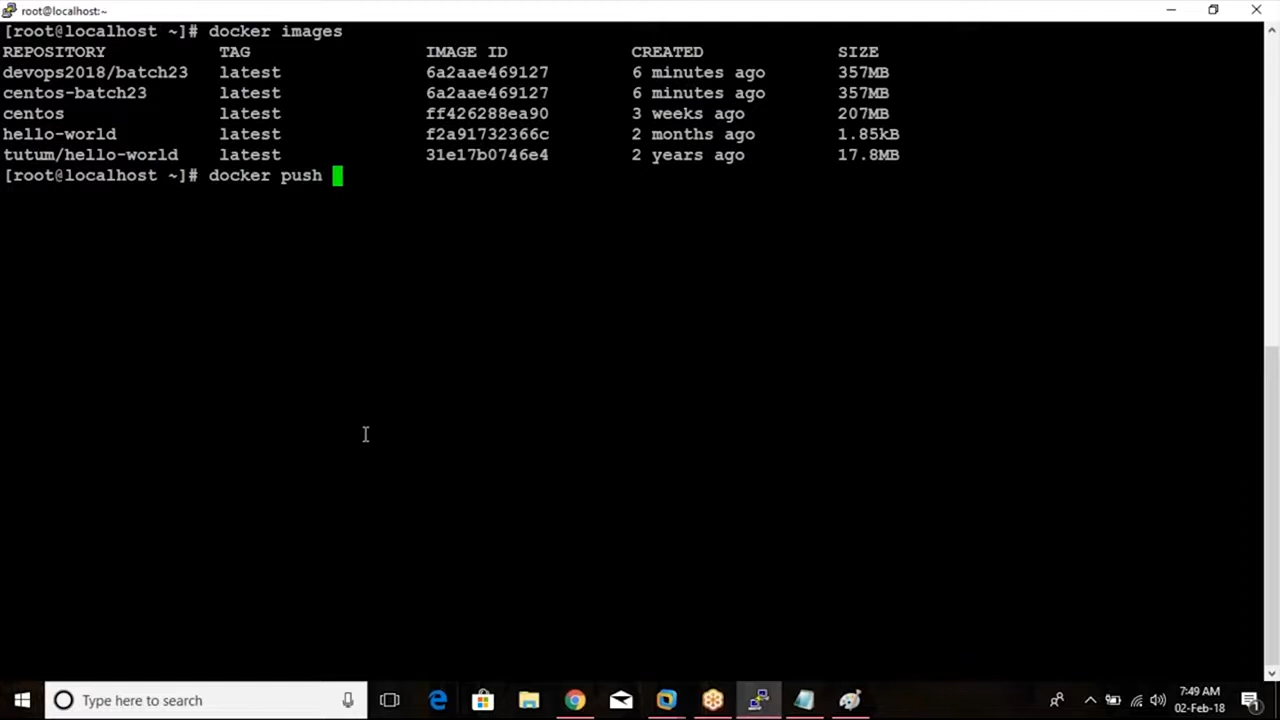 root@localhost:~
[root@localhost ~]# docker images
REPOSITORY TAG IMAGE ID CREATED SIZE
devops2018/batch23 latest 6a2aae469127 6 minutes ago 357MB
centos-batch23 latest 6a2aae469127 6 minutes ago 357MB
centos latest ff426288ea90 3 weeks ago 207MB
hello-world latest f2a91732366c 2 months ago 1.85kB
tutum/hello-world latest 31e17b0746e4 2 years ago 17.8MB
[root@localhost ~]# docker push
Type here to search
7:49 AM
02-Feb-18
1